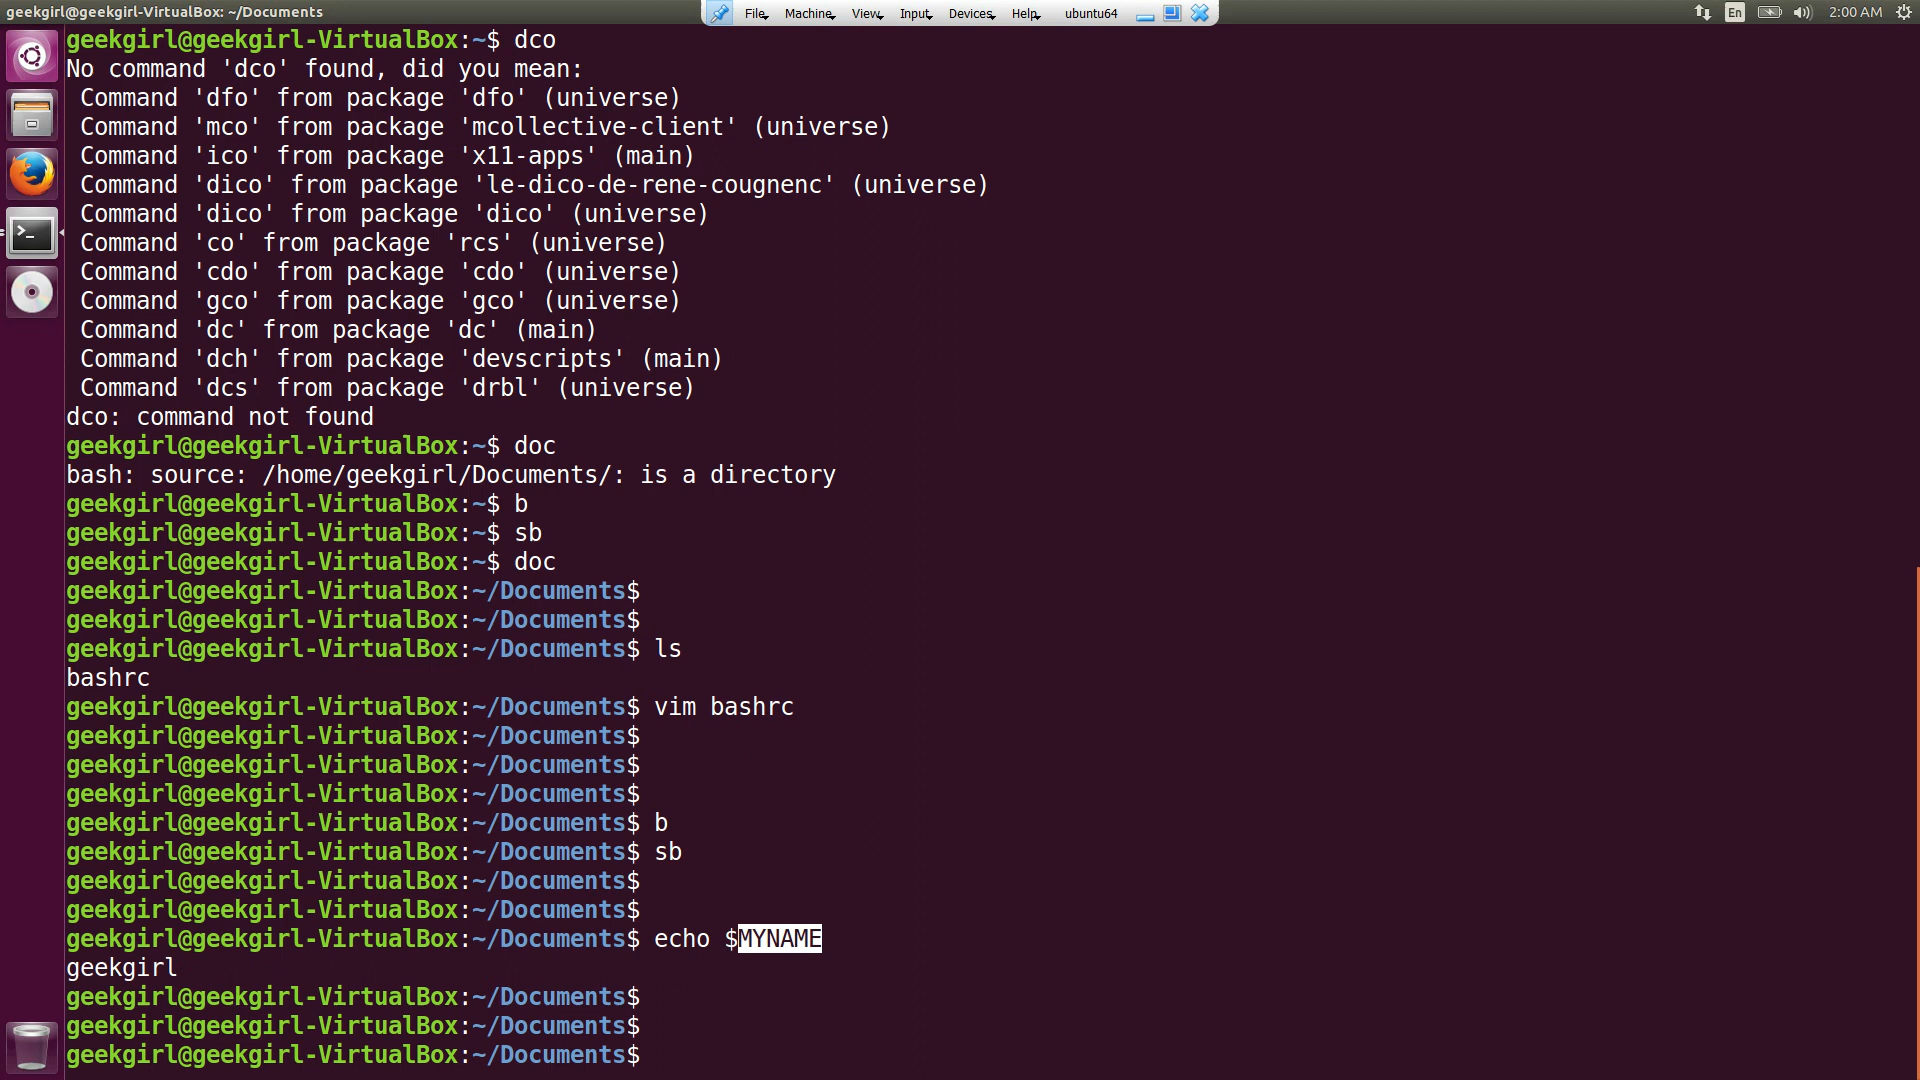 geekgirl@geekgirl-VirtualBox: ~/Documents
File Machine View Input Devices Help ubuntu64
En 2:00 AM
geekgirl@geekgirl-VirtualBox:~$ dco
No command 'dco' found, did you mean:
 Command 'dfo' from package 'dfo' (universe)
 Command 'mco' from package 'mcollective-client' (universe)
 Command 'ico' from package 'x11-apps' (main)
 Command 'dico' from package 'le-dico-de-rene-cougnenc' (universe)
 Command 'dico' from package 'dico' (universe)
 Command 'co' from package 'rcs' (universe)
 Command 'cdo' from package 'cdo' (universe)
 Command 'gco' from package 'gco' (universe)
 Command 'dc' from package 'dc' (main)
 Command 'dch' from package 'devscripts' (main)
 Command 'dcs' from package 'drbl' (universe)
dco: command not found
geekgirl@geekgirl-VirtualBox:~$ doc
bash: source: /home/geekgirl/Documents/: is a directory
geekgirl@geekgirl-VirtualBox:~$ b
geekgirl@geekgirl-VirtualBox:~$ sb
geekgirl@geekgirl-VirtualBox:~$ doc
geekgirl@geekgirl-VirtualBox:~/Documents$
geekgirl@geekgirl-VirtualBox:~/Documents$
geekgirl@geekgirl-VirtualBox:~/Documents$ ls
bashrc
geekgirl@geekgirl-VirtualBox:~/Documents$ vim bashrc
geekgirl@geekgirl-VirtualBox:~/Documents$
geekgirl@geekgirl-VirtualBox:~/Documents$
geekgirl@geekgirl-VirtualBox:~/Documents$
geekgirl@geekgirl-VirtualBox:~/Documents$ b
geekgirl@geekgirl-VirtualBox:~/Documents$ sb
geekgirl@geekgirl-VirtualBox:~/Documents$
geekgirl@geekgirl-VirtualBox:~/Documents$
geekgirl@geekgirl-VirtualBox:~/Documents$ echo $MYNAME
geekgirl
geekgirl@geekgirl-VirtualBox:~/Documents$
geekgirl@geekgirl-VirtualBox:~/Documents$
geekgirl@geekgirl-VirtualBox:~/Documents$